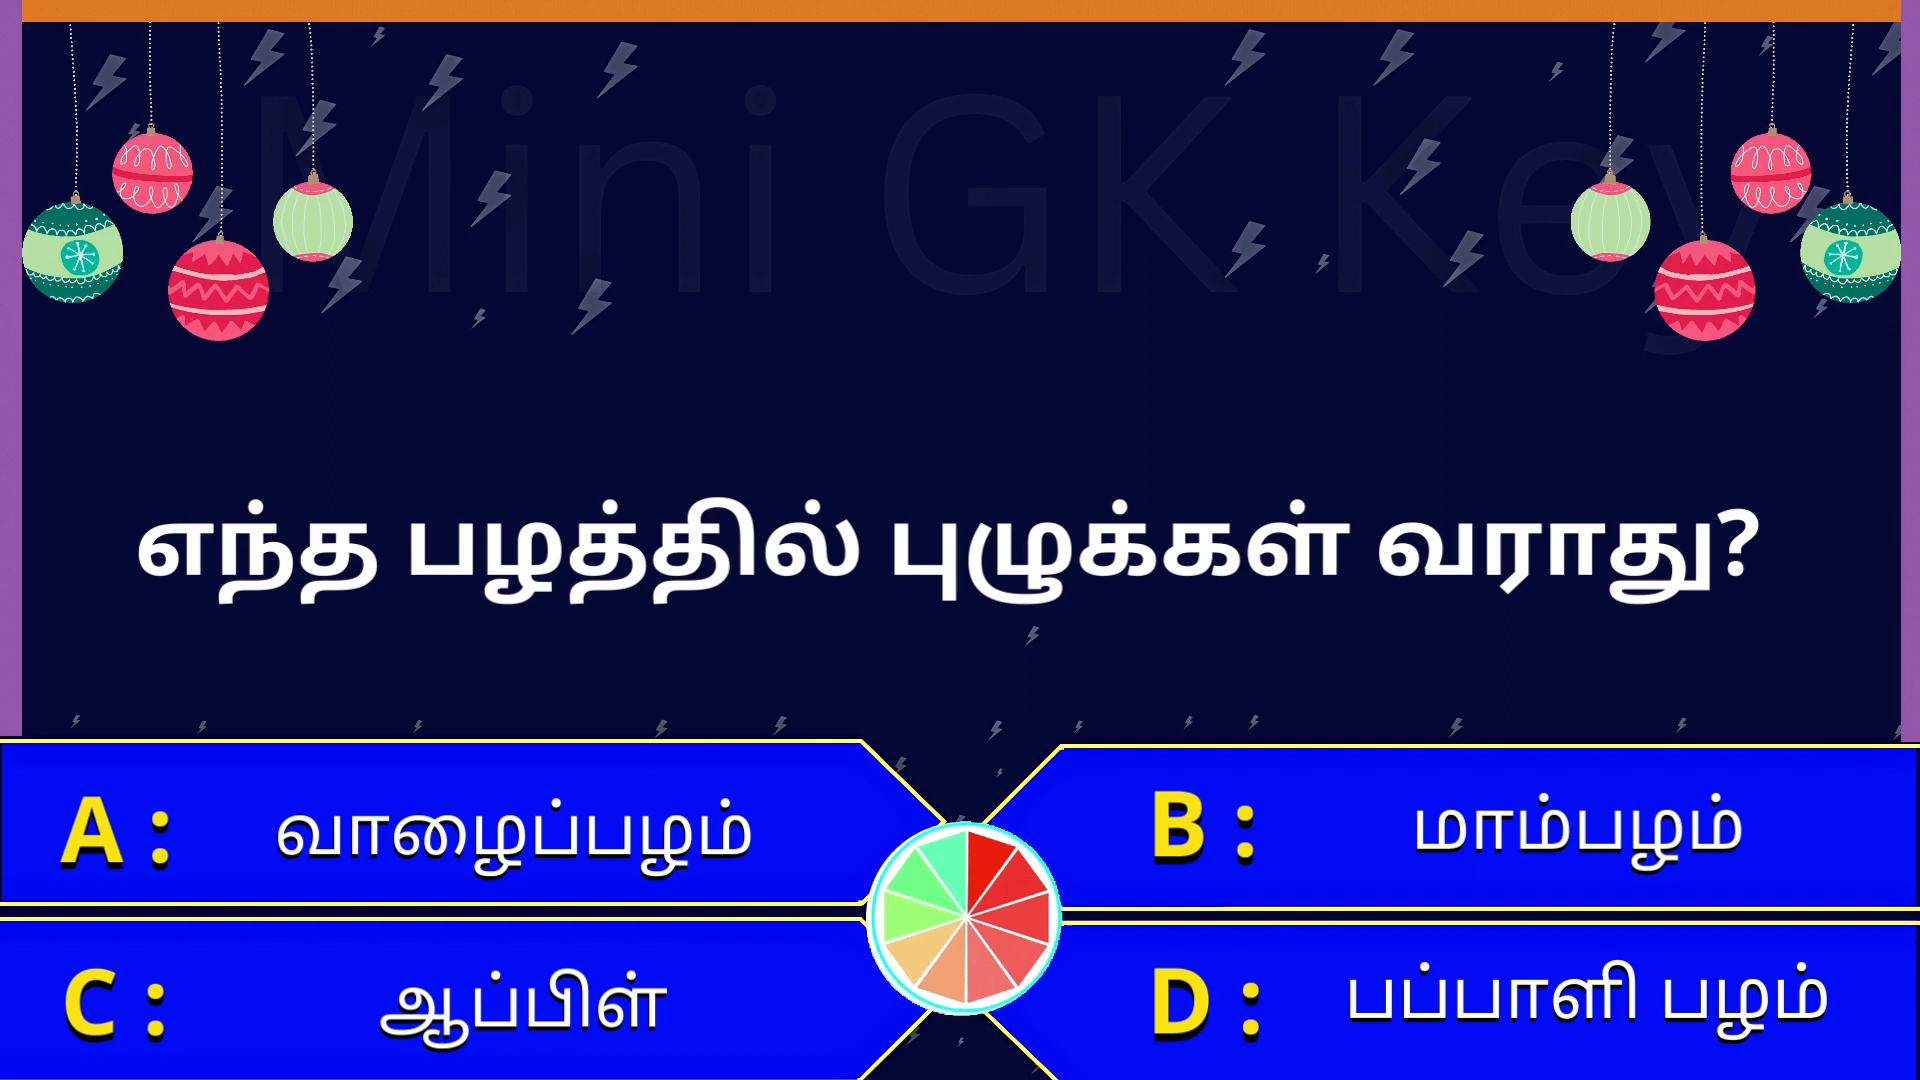 Mini GK Key
எந்த பழத்தில் புழுக்கள் வராது?
A : வாழைப்பழம்
B : மாம்பழம்
C : ஆப்பிள்
D : பப்பாளி பழம்